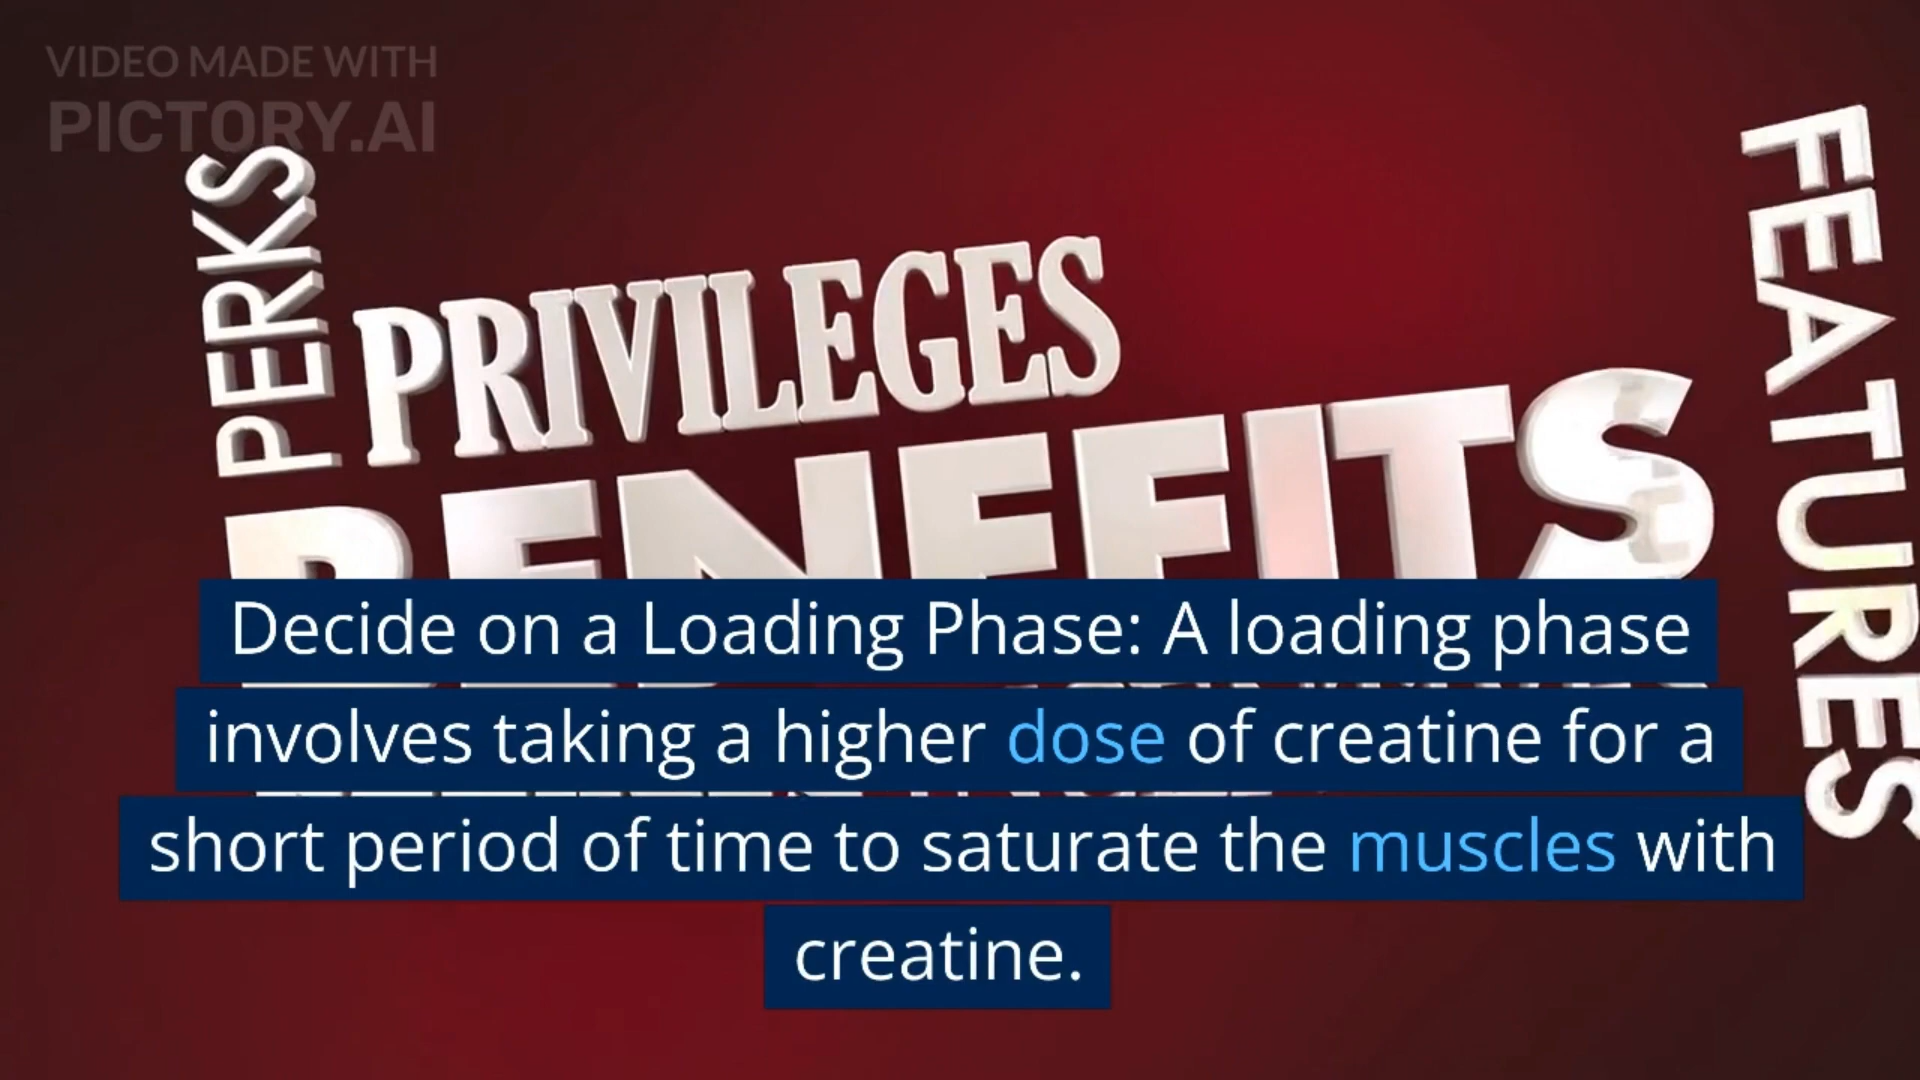 VIDEO MADE WITH
PICTORY.AI
PERKS
PRIVILEGES
BENEFITS
FEATURES
Decide on a Loading Phase: A loading phase
involves taking a higher dose of creatine for a
short period of time to saturate the muscles with
creatine.